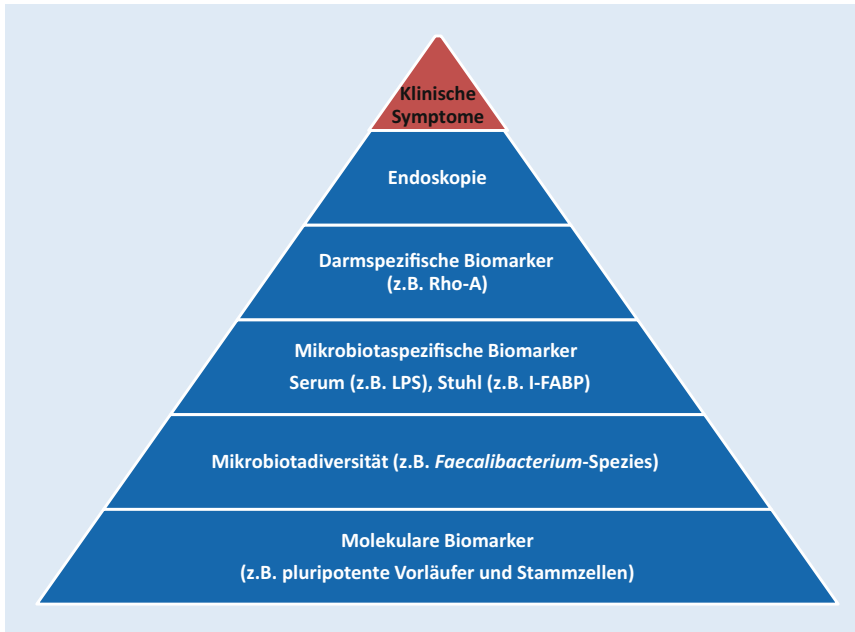 Klinische
Symptome
Endoskopie
Darmspezifische Biomarker
(z.B. Rho-A)
Mikrobiotaspezifische Biomarker
Serum (z.B. LPS), Stuhl (z.B. I-FABP)
Mikrobiotadiversität (z.B. Faecalibacterium-Spezies)
Molekulare Biomarker
(z.B. pluripotente Vorläufer und Stammzellen)